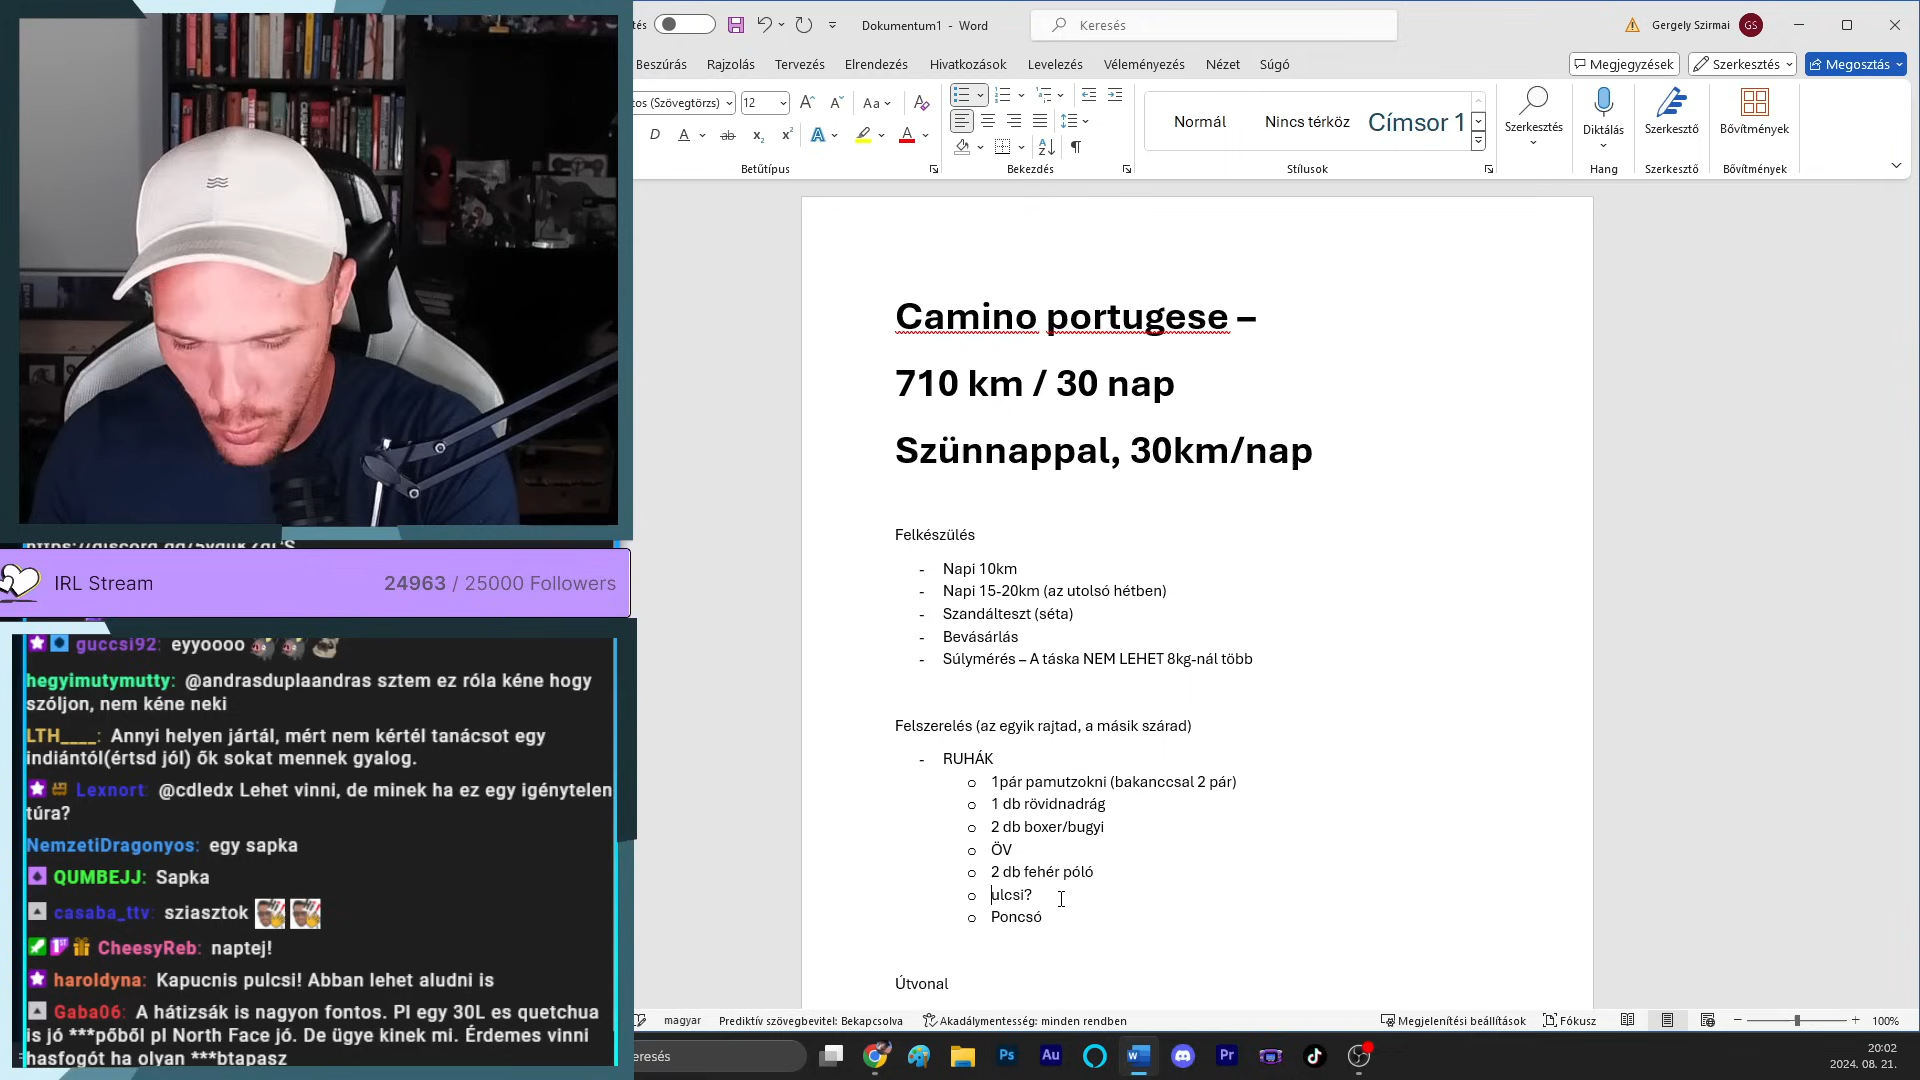 tés
Dokumentum1 - Word
Keresés
Gergely Szirmai
GS
Beszúrás
Rajzolás
Tervezés
Elrendezés
Hivatkozások
Levelezés
Véleményezés
Nézet
Súgó
Megjegyzések
Szerkesztés
Megosztás
os (Szövegtörzs)
12
Aa
Normál
Nincs térköz
Címsor 1
Szerkesztés
Diktálás
Szerkesztő
Bővítmények
Betűtípus
Bekezdés
Stílusok
Hang
Szerkesztő
Bővítmények
Camino portugese –
710 km / 30 nap
Szünnappal, 30km/nap
Felkészülés
- Napi 10km
- Napi 15-20km (az utolsó hétben)
- Szandálteszt (séta)
- Bevásárlás
- Súlymérés – A táska NEM LEHET 8kg-nál több
Felszerelés (az egyik rajtad, a másik szárad)
- RUHÁK
o 1pár pamutzokni (bakanccsal 2 pár)
o 1 db rövidnadrág
o 2 db boxer/bugyi
o ÖV
o 2 db fehér póló
o ulcsi?
o Poncsó
Útvonal
IRL Stream
24963 / 25000 Followers
guccsi92: eyyoooo
hegyimutymutty: @andrasduplaandras sztem ez róla kéne hogy
szóljon, nem kéne neki
LTH____: Annyi helyen jártál, mért nem kértél tanácsot egy
indiántól(értsd jól) ők sokat mennek gyalog.
Lexnort: @cdledx Lehet vinni, de minek ha ez egy igénytelen
túra?
NemzetiDragonyos: egy sapka
QUMBEJJ: Sapka
casaba_ttv: sziasztok
CheesyReb: naptej!
haroldyna: Kapucnis pulcsi! Abban lehet aludni is
Gaba06: A hátizsák is nagyon fontos. Pl egy 30L es quetchua
is jó ***pőből pl North Face jó. De ügye kinek mi. Érdemes vinni
hasfogót ha olyan ***btapasz
magyar
Prediktív szövegbevitel: Bekapcsolva
Akadálymentesség: minden rendben
Megjelenítési beállítások
Fókusz
100%
eresés
Ps
Au
Pr
20:02
2024. 08. 21.